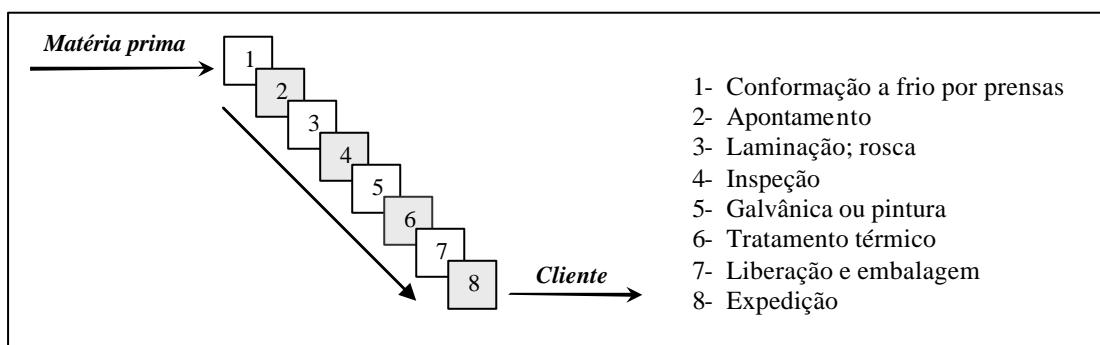 Matéria prima
1
2
3
4
5
6
7
8
Cliente
1- Conformação a frio por prensas
2- Apontamento
3- Laminação; rosca
4- Inspeção
5- Galvânica ou pintura
6- Tratamento térmico
7- Liberação e embalagem
8- Expedição